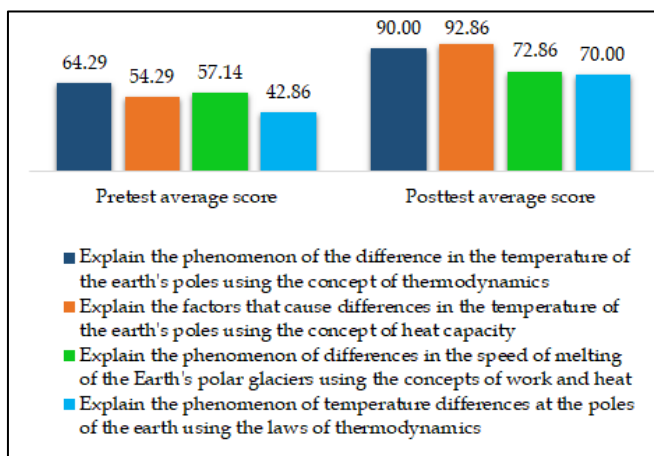 64.29
54.29
57.14
42.86
90.00
92.86
72.86
70.00
Pretest average score
Posttest average score
Explain the phenomenon of the difference in the temperature of
the earth's poles using the concept of thermodynamics
Explain the factors that cause differences in the temperature of
the earth's poles using the concept of heat capacity
Explain the phenomenon of differences in the speed of melting
of the Earth's polar glaciers using the concepts of work and heat
Explain the phenomenon of temperature differences at the poles
of the earth using the laws of thermodynamics